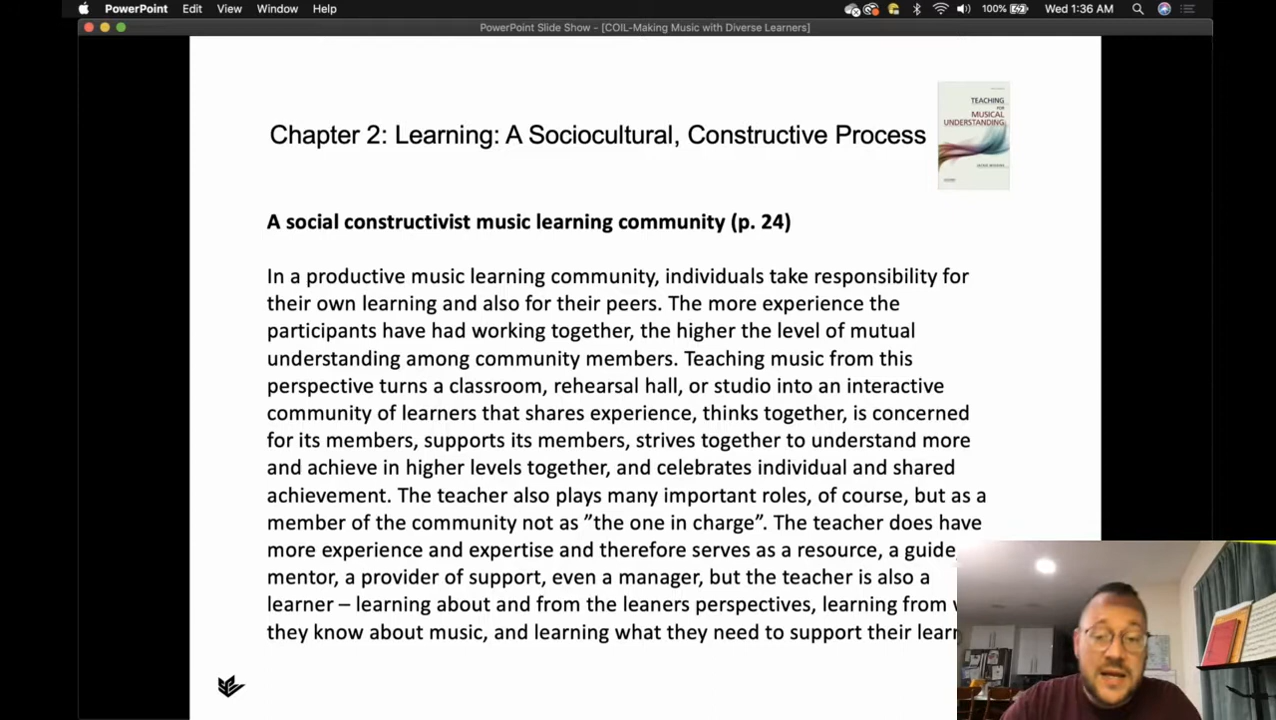 PowerPoint Edit View Window Help 100% Wed 1:36 AM
PowerPoint Slide Show - [COIL-Making Music with Diverse Learners]
Chapter 2: Learning: A Sociocultural, Constructive Process
TEACHING
FOR
MUSICAL
UNDERSTANDING
A social constructivist music learning community (p. 24)
In a productive music learning community, individuals take responsibility for
their own learning and also for their peers. The more experience the
participants have had working together, the higher the level of mutual
understanding among community members. Teaching music from this
perspective turns a classroom, rehearsal hall, or studio into an interactive
community of learners that shares experience, thinks together, is concerned
for its members, supports its members, strives together to understand more
and achieve in higher levels together, and celebrates individual and shared
achievement. The teacher also plays many important roles, of course, but as a
member of the community not as ”the one in charge”. The teacher does have
more experience and expertise and therefore serves as a resource, a guide,
mentor, a provider of support, even a manager, but the teacher is also a
learner – learning about and from the leaners perspectives, learning from
they know about music, and learning what they need to support their